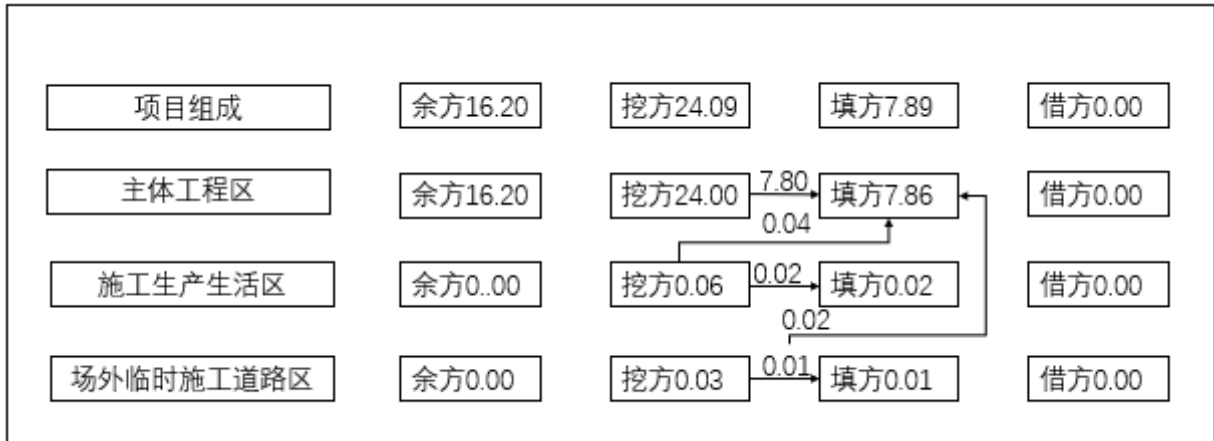 项目组成 余方16.20 挖方24.09 填方7.89 借方0.00
主体工程区 余方16.20 挖方24.00 7.80 填方7.86 借方0.00
0.04
施工生产生活区 余方0..00 挖方0.06 0.02 填方0.02 借方0.00
0.02
场外临时施工道路区 余方0.00 挖方0.03 0.01 填方0.01 借方0.00